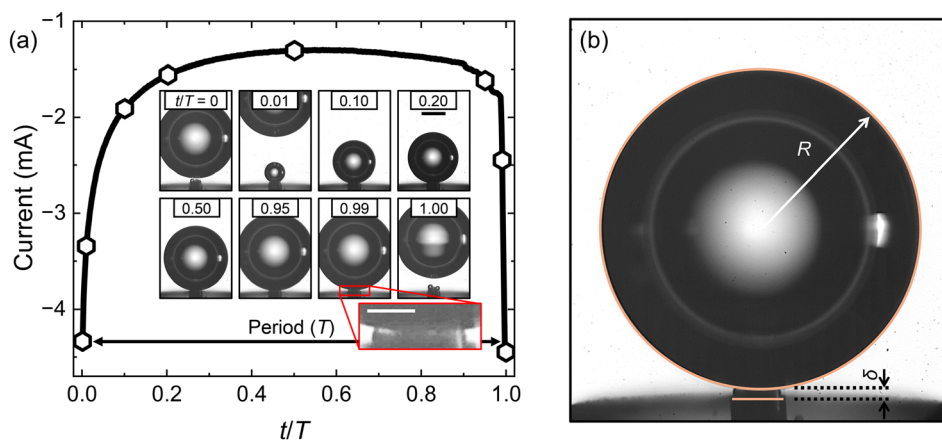 (a)
−1
−2
−3
−4
Current (mA)
t/T = 0
0.01
0.10
0.20
0.50
0.95
0.99
1.00
Period (T)
0.0
0.2
0.4
0.6
0.8
1.0
t/T
(b)
R
δ